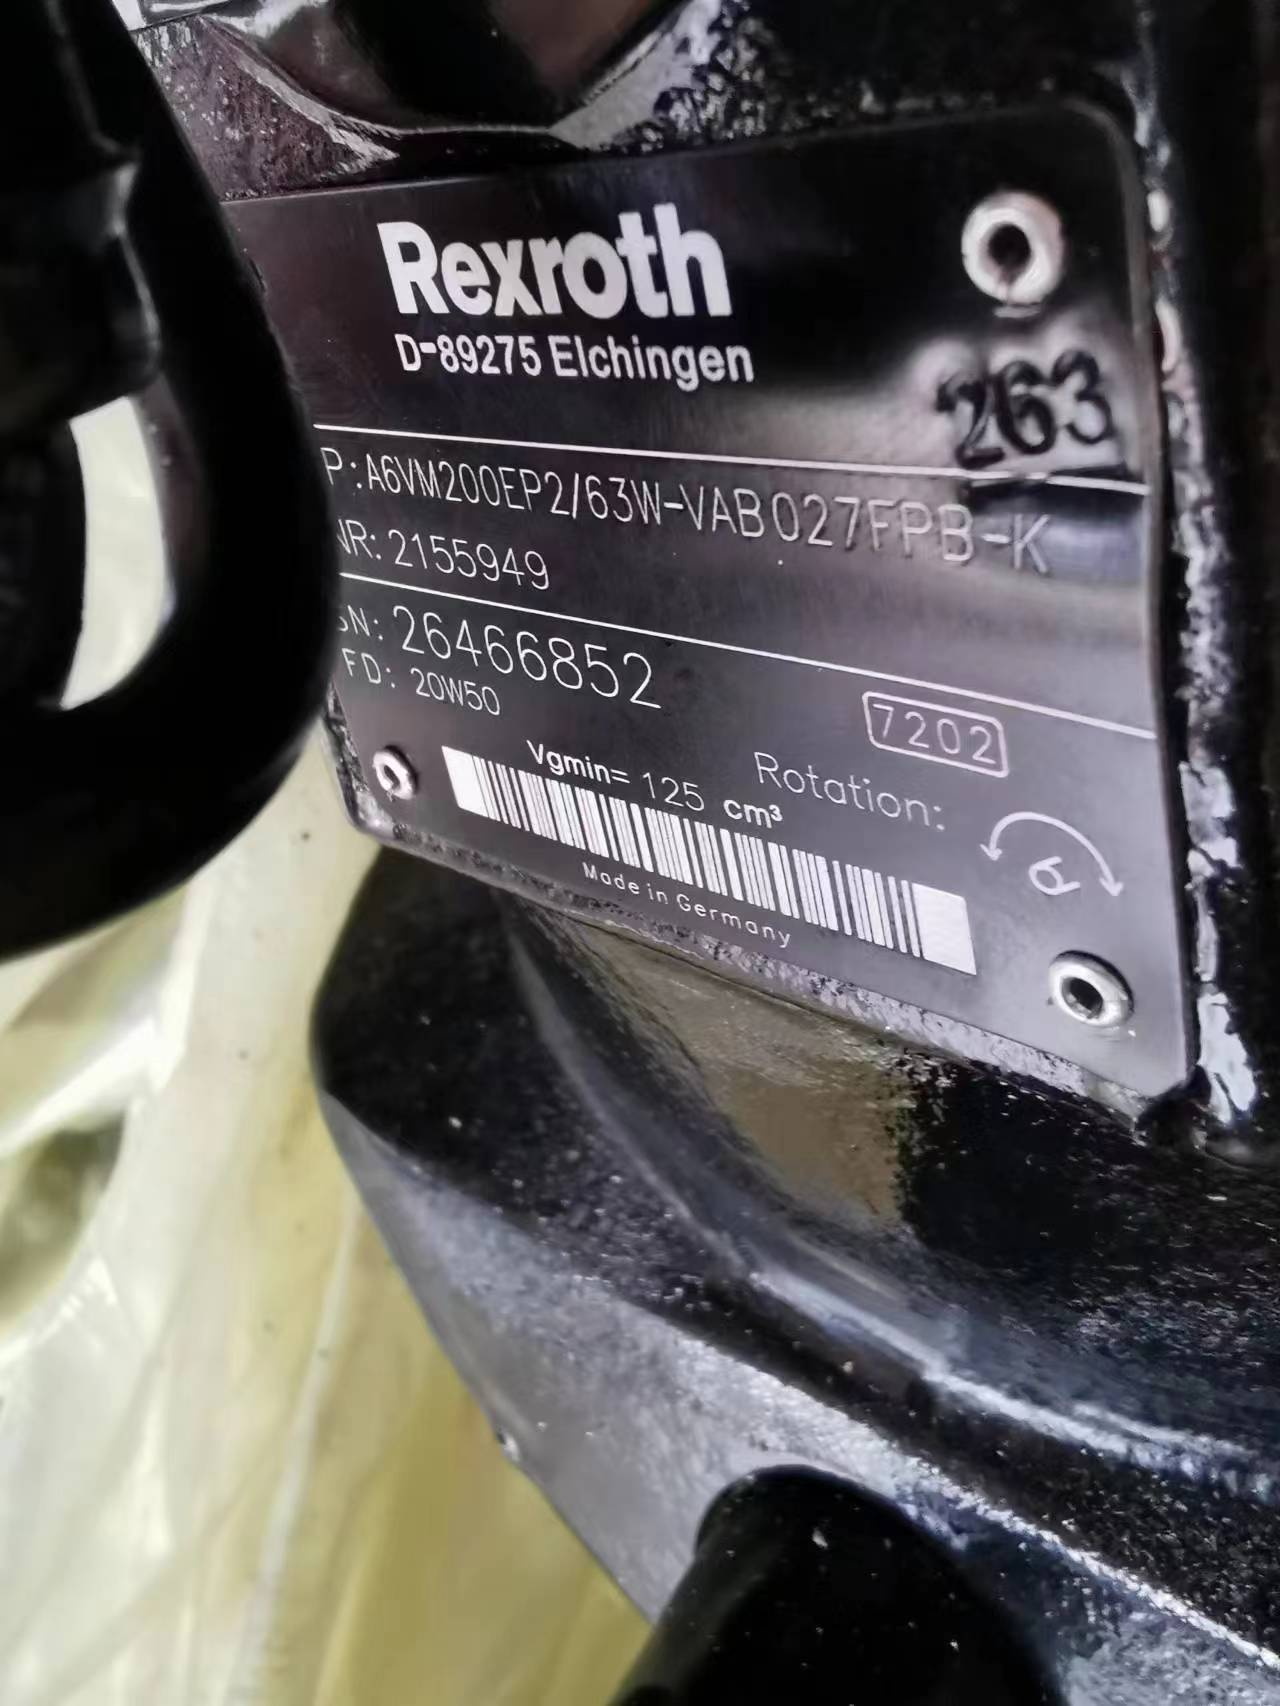 Rexroth
D-89275 Elchingen
263
P: A6VM200EP2/63W-VAB027FPB-K
NR: 2155949
SN: 26466852
FD: 20W50
7202
Vgmin= 125 cm³
Rotation:
Made in Germany